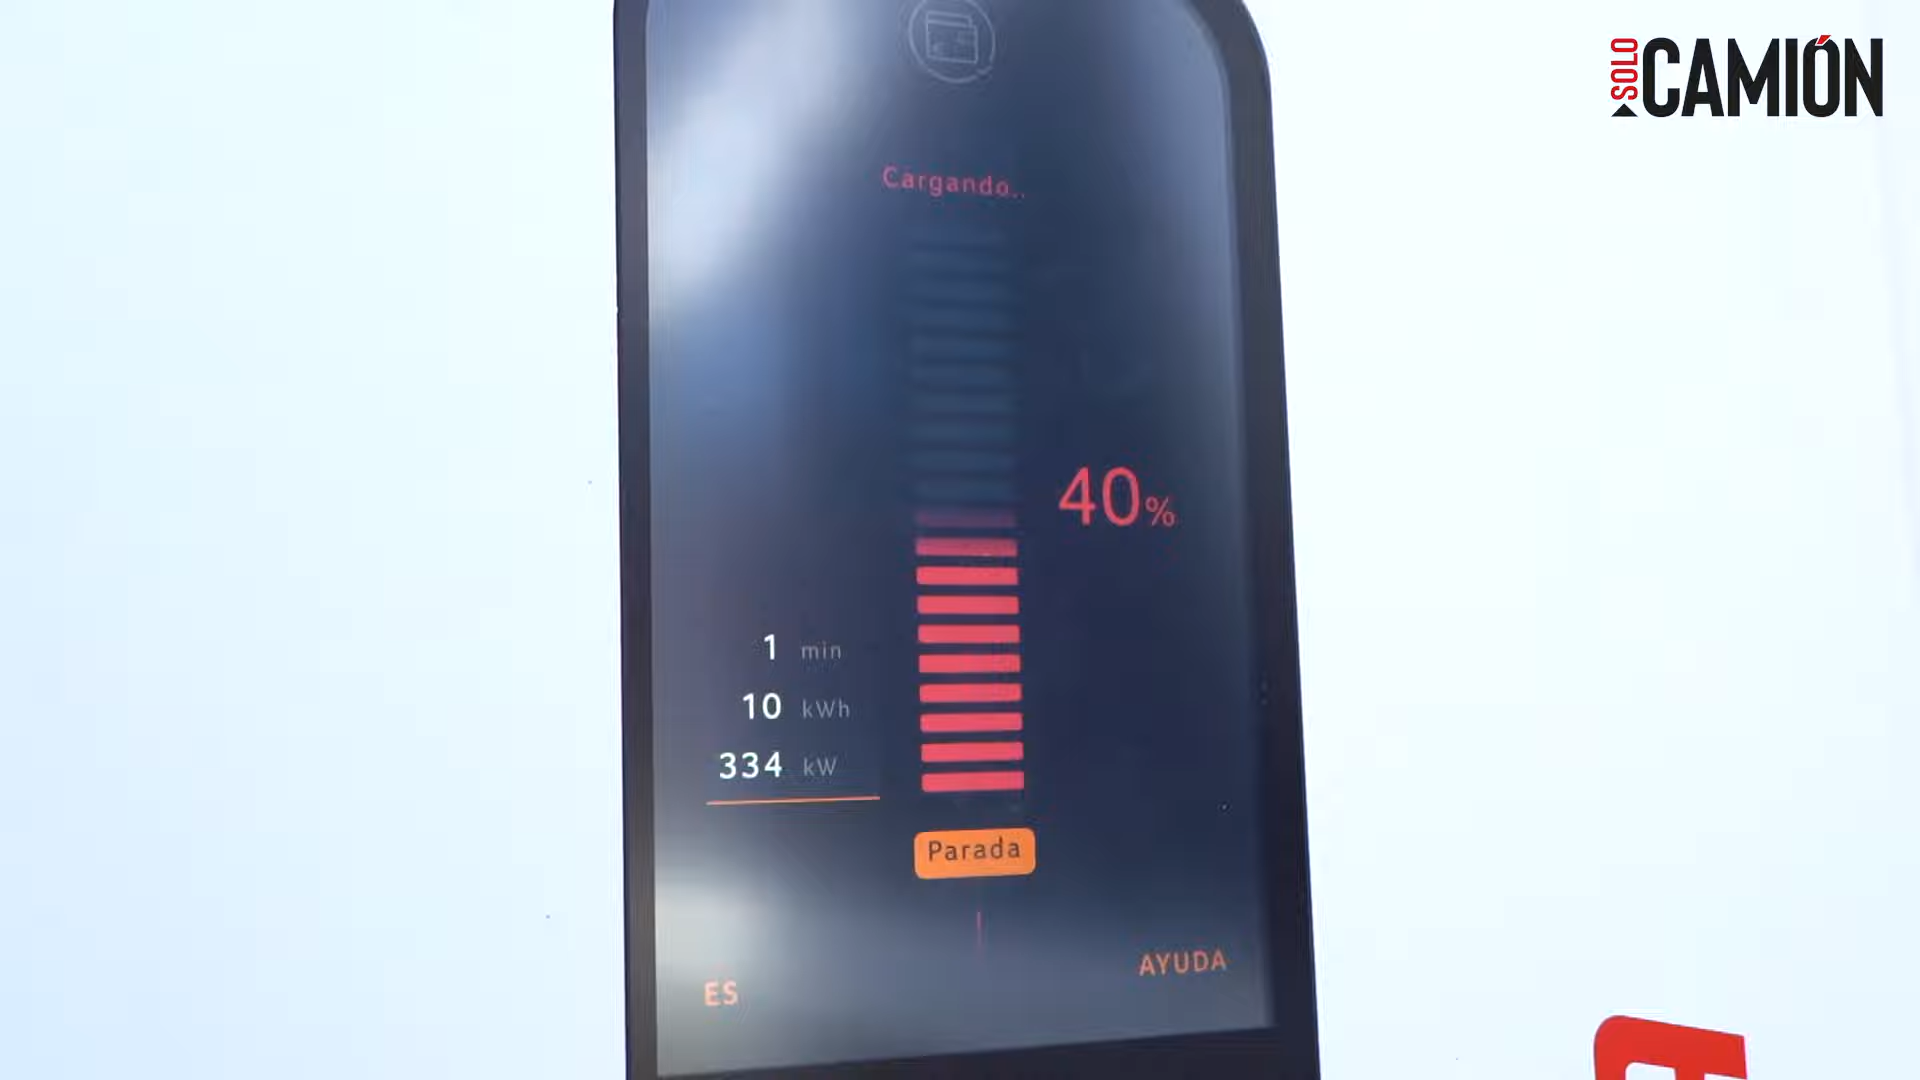 SOLO
CAMIÓN
Cargando..
40%
1 min
10 kWh
334 kW
Parada
AYUDA
ES